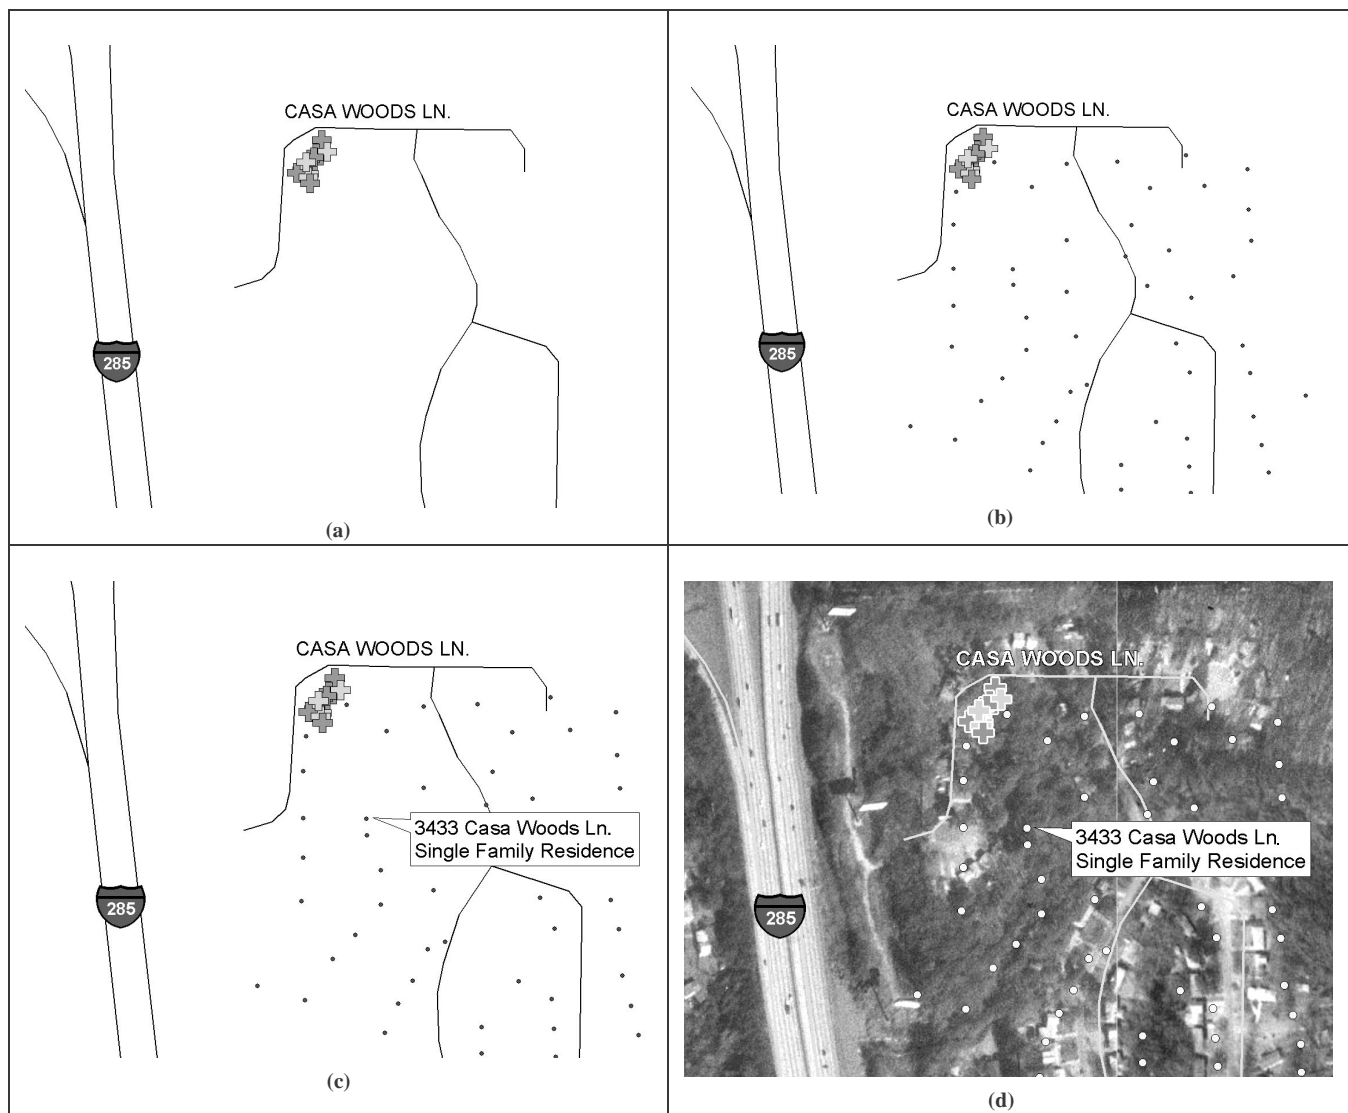 CASA WOODS LN.
285
(a)
CASA WOODS LN.
285
(b)
CASA WOODS LN.
3433 Casa Woods Ln.
Single Family Residence
285
(c)
CASA WOODS LN.
3433 Casa Woods Ln.
Single Family Residence
285
(d)